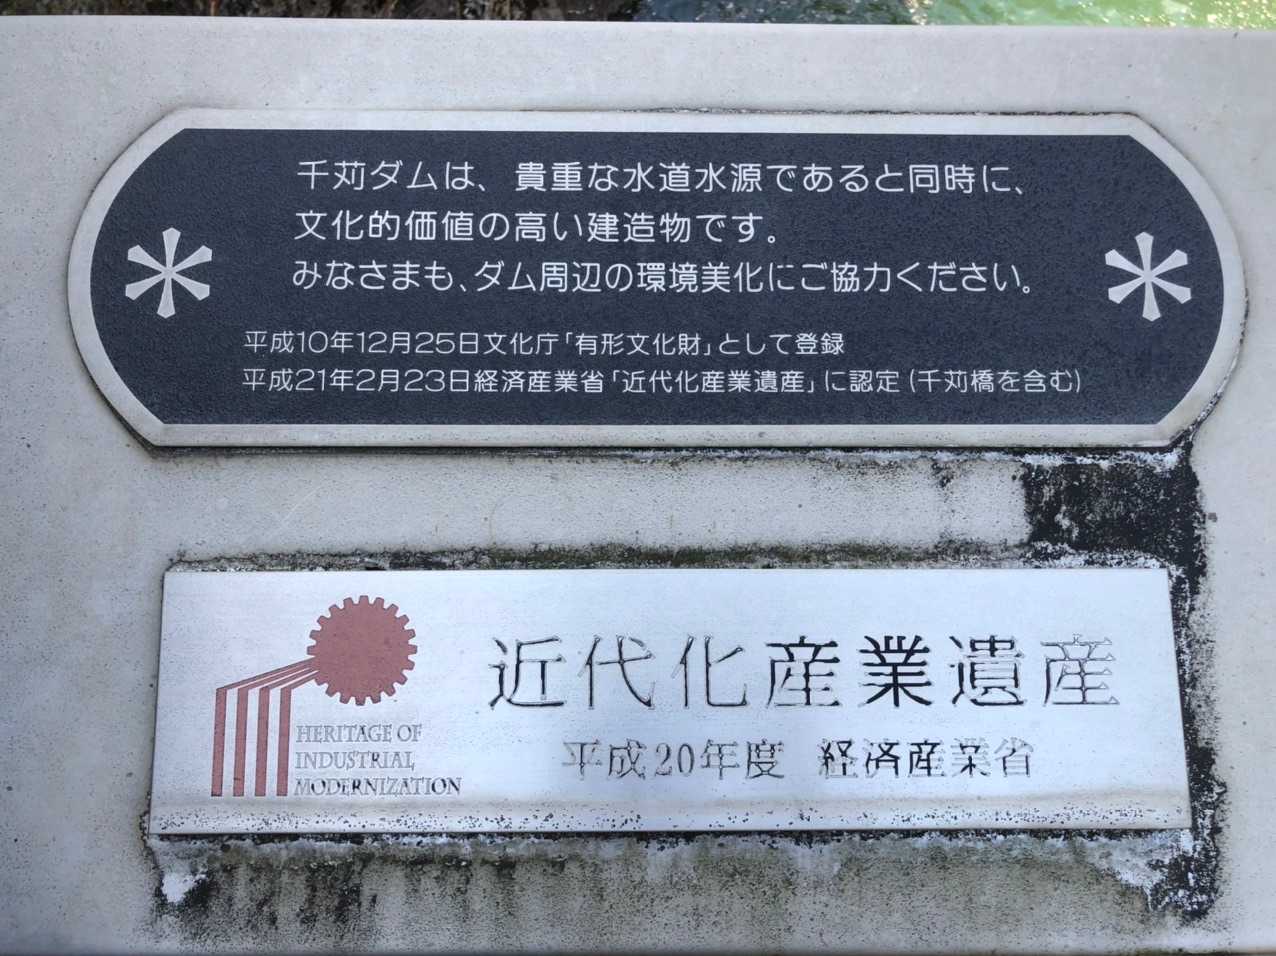 千苅ダムは、貴重な水道水源であると同時に、
文化的価値の高い建造物です。
みなさまも、ダム周辺の環境美化にご協力ください。
平成10年12月25日文化庁「有形文化財」として登録
平成21年2月23日経済産業省「近代化産業遺産」に認定(千苅橋を含む)
近代化産業遺産
平成20年度 経済産業省
HERITAGE OF
INDUSTRIAL
MODERNIZATION